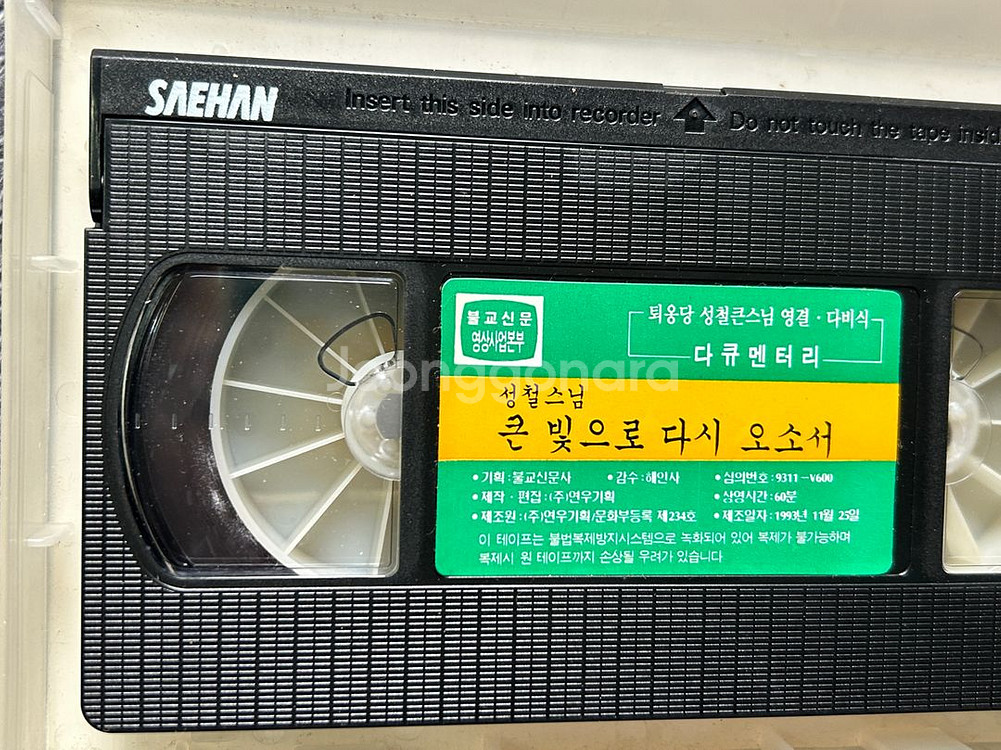 SAEHAN
Insert this side into recorder
Do not touch the tape insid
불교신문
영상사업본부
퇴옹당 성철큰스님 영결 · 다비식
다큐멘터리
Joonggonara
성철스님
큰 빛으로 다시 오소서
• 기획 : 불교신문사 • 감수 : 해인사 • 심의번호 : 9311-V600
• 제작 · 편집 : (주)연우기획 • 상영시간 : 60분
• 제조원 : (주)연우기획/문화부등록 제234호 • 제조일자 : 1993년 11월 25일
이 테이프는 불법복제방지시스템으로 녹화되어 있어 복제가 불가능하며
복제시 원 테이프까지 손상될 우려가 있습니다